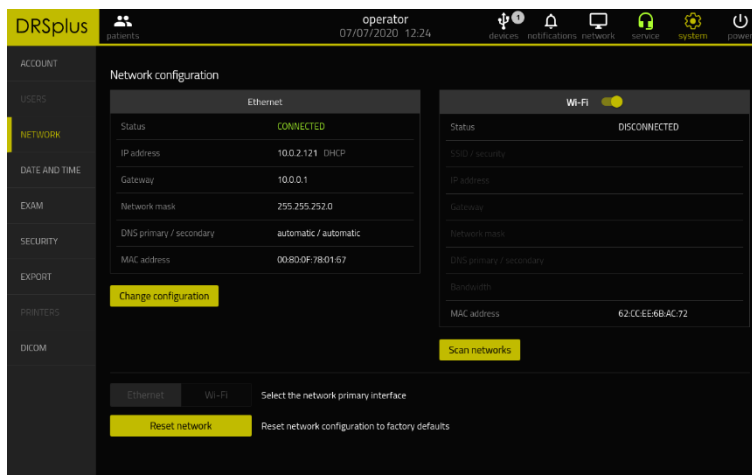 DRSplus
patients
operator
07/07/2020 12:24
devices
1
notifications
network
service
system
power
ACCOUNT
USERS
NETWORK
DATE AND TIME
EXAM
SECURITY
EXPORT
PRINTERS
DICOM
Network configuration
Ethernet
Status CONNECTED
IP address 10.0.2.121 DHCP
Gateway 10.0.0.1
Network mask 255.255.252.0
DNS primary / secondary automatic / automatic
MAC address 00:80:0F:78:01:67
Change configuration
Wi-Fi
Status DISCONNECTED
SSID / security
IP address
Gateway
Network mask
DNS primary / secondary
Bandwidth
MAC address 62:CC:EE:6B:AC:72
Scan networks
Ethernet Wi-Fi Select the network primary interface
Reset network Reset network configuration to factory defaults